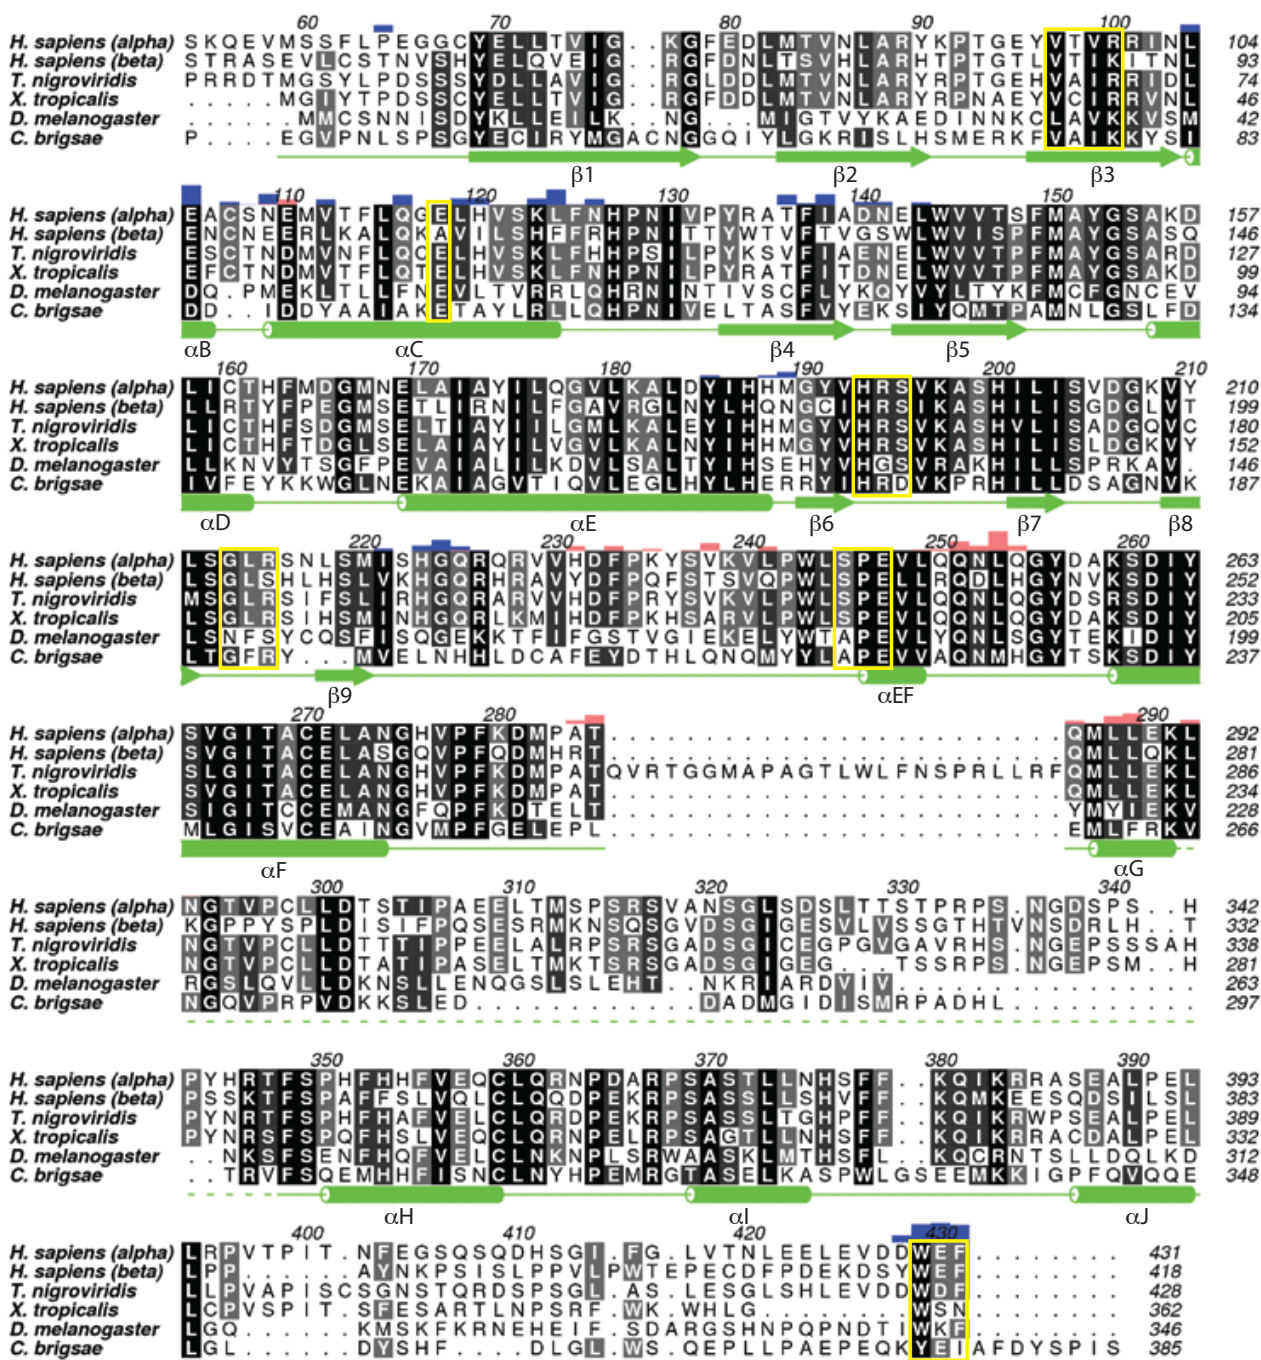 60 70 80 90 100
H. sapiens (alpha) SKQEVMSSFLPEGGCYELLTVIG..KGFEDLMTVNLARYKPTGEYVTVRRINL 104
H. sapiens (beta) STRASEVLCSTNVSHYELQVEIG..RGFDNLTSVHLARHTPTGTLVTIKITNL 93
T. nigroviridis PRRDTMGSYLPDSSSYDLLAVIG..RGLDDLMTVNLARYRPTGEHVAIRRIDL 74
X. tropicalis .....MGIYTPDSSCYELLTVIG..RGFDDLMTVNLARYRPNAEYVCIRRVNL 46
D. melanogaster ......MMCSNNISDYKLLEILK..NG...MIGTVYKAEDINNKCLAVKKVSM 42
C. brigsae P....EGVPNLSPSGYECIRYMGACNGGQIYLGKRISLHSMERKFVAVKKYSI 83
β1 β2 β3
110 120 130 140 150
H. sapiens (alpha) EACSNEMVTFLQGELHVSKLFNHPNIVPYRATFIADNELWVVTSFMAYGSAKD 157
H. sapiens (beta) ENCNEERLKALQKAVILSHFFRHPNITTYWTVFTVGSWLWVISPFMAYGSASQ 146
T. nigroviridis ESCTNDMVNFLQCELHVSKLFHHPSILPYKSVFIAENELWVVTPFMAYGSARD 127
X. tropicalis EFCTNDMVTFLQTELHVSKLFNHPNILPYRATFITDNELWVVTPFMAYGSARD 99
D. melanogaster DQ.PMEKLTLLFNEVLTVRRLQHRNINTIVSCFLYKQYVYLTYKFMCFGNCEV 94
C. brigsae DD..IDDYAAIAKETAYLRLLQHPNIVELTASFVYEKSIYQMTPAMNLGSLFD 134
αB αC β4 β5
160 170 180 190 200 210
H. sapiens (alpha) LICTHFMDGMNELAIAYILQGVLKALDYIHHMGYVHRSVKASHILISVDGKVY 210
H. sapiens (beta) LLRTYFPEGMSETLIRNILFGAVRGLNYLHQNGCIHRSIKASHILISGDGLVT 199
T. nigroviridis LICTHFSDGMSELTIAYILLGMLKALEYIHHMGYVHRSVKASHVLISADGQVC 180
X. tropicalis LICTHFTDGLSELAIAYILVGVLKALNYIHHMGYVHRSVKASHILISLDGKVY 152
D. melanogaster LLKNVYTSGFPEVAIALILKDVLSALTYIHSEHYVHGSVRAKHILLSPRKAV. 146
C. brigsae IVFEYYKKWGLNEKAIAGVTIQVLEGLHYLHERRYIHRDVKPRHILLDSAGNVK 187
αD αE β6 β7 β8
220 230 240 250 260
H. sapiens (alpha) LSGLRSNLSMISHGQRQRVVHDFPKYSVKVLPWLSPEVLQQNLQGYDAKSDIY 263
H. sapiens (beta) LSGLSHLHSLVKHGQRHRAVYDFPQFSTSVQPWLSPELLRQDLHGYNVKSDIY 252
T. nigroviridis MSGLRSIFSLIRHGQRARVVHDFPRYSVKVLPWLSPEVLQQNLQGYDSRSDIY 233
X. tropicalis LSGLRSIHSMINHGQRLKMIHDFPKHSARVLPWLSPEVLQQNLQGYDSKSDIY 205
D. melanogaster LSNFSYCQSFISQGEKKTFIFGSTVGIEKELYWTAPEVLYQNLSGYTEKIDIY 199
C. brigsae LTGFRY...MVELNHHLDCAFEYDTHLQNQMYYLAPEVVAQNMHGYTSKSDIY 237
β9 αEF
270 280 290
H. sapiens (alpha) SVGITACELANGHVPFKDMPAT........................QMLLEKL 292
H. sapiens (beta) SVGITACELASGQVPFQDMHRT........................QMLLQKL 281
T. nigroviridis SLGITACELANGHVPFKDMPATQVRTGGMAPAGTLWLFNSPRLLRFQMLLEKL 286
X. tropicalis SVGITACELANGHVPFKDMPAT........................QMLLEKL 234
D. melanogaster SIGITCCEMANGFQPFKDTELT........................YMYIEKV 228
C. brigsae MLGISVCEAINGVMPFGELEPL........................EMLFRKV 266
αF αG
300 310 320 330 340
H. sapiens (alpha) NGTVPCLLDTSTIPAEELTMSPSRSVANSGLSDSLTTSTPRPS.NGDSPS..H 342
H. sapiens (beta) KGPPYSPLDISIFPQSESRMKNSQSGVDSGIGESVLVSSGTHTVNSDRLH..T 332
T. nigroviridis NGTVPCLLDTTTIPPEELALRPSRSGADSGICEGPGVGAVRHS.NGEPSSSAH 338
X. tropicalis NGTVPCLLDTATIPASELTMKTSRSGADSGIGEG...TSSRPS.NGEPSM..H 281
D. melanogaster RGSLQVLLDKNSLLENQGSLSLEHT..NKRIARDVIV................ 263
C. brigsae NGQVPRPVDKKSLED............DADMGIDISMRPADHL.......... 297
350 360 370 380 390
H. sapiens (alpha) PYHRTFSPHFHHFVEQCLQRNPDARPSASTLLNHSFF..KQIKRRASEALPEL 393
H. sapiens (beta) PSSKTFSPAFFSLVQLCLQQDPEKRPSASSLLSHVFF..KQMKEESQDSILSL 383
T. nigroviridis PYNRTFSPHFHAFVELCLQRDPERRPSASSLTGHPFF..KQIKRWPSEALPEL 389
X. tropicalis PYNRSFSPQFHSLVEQCLQRNPELRPSAGTLLNHSFF..KQIKRRACDALPEL 332
D. melanogaster ..NKSFSENFHQFVELCLNKNPLSRWAASKLMTHSFL..KQCRNTSLLDQLKD 312
C. brigsae ..TRVFSQEMHHFISNCLNYHPEMRGTASELKASPWLGSEEMKKIGPFQVQQE 348
αH αI αJ
400 410 420 430
H. sapiens (alpha) LRPVTPIT.NFEGSQSQDHSGI.FG.LVTNLEELEVDDWEF........ 431
H. sapiens (beta) LPP......AYNKPSISLPPVLPWTEPECDFPDEKDSYWEF........ 418
T. nigroviridis LLPVAPISCSGNSTQRDSPSGL.AS.LESGLSHLEVDDWDF........ 428
X. tropicalis LCPVSPIT.SFESARTLNPSRF.WK.WHLG........WSN........ 362
D. melanogaster LGQ......KMSKFKRNEHEIF.SDARGSHNPQPNDTIWKF........ 346
C. brigsae LGL......DYSHF....DLGL.WS.QEPLLPAEPEQKYEIAFDYSPIS 385